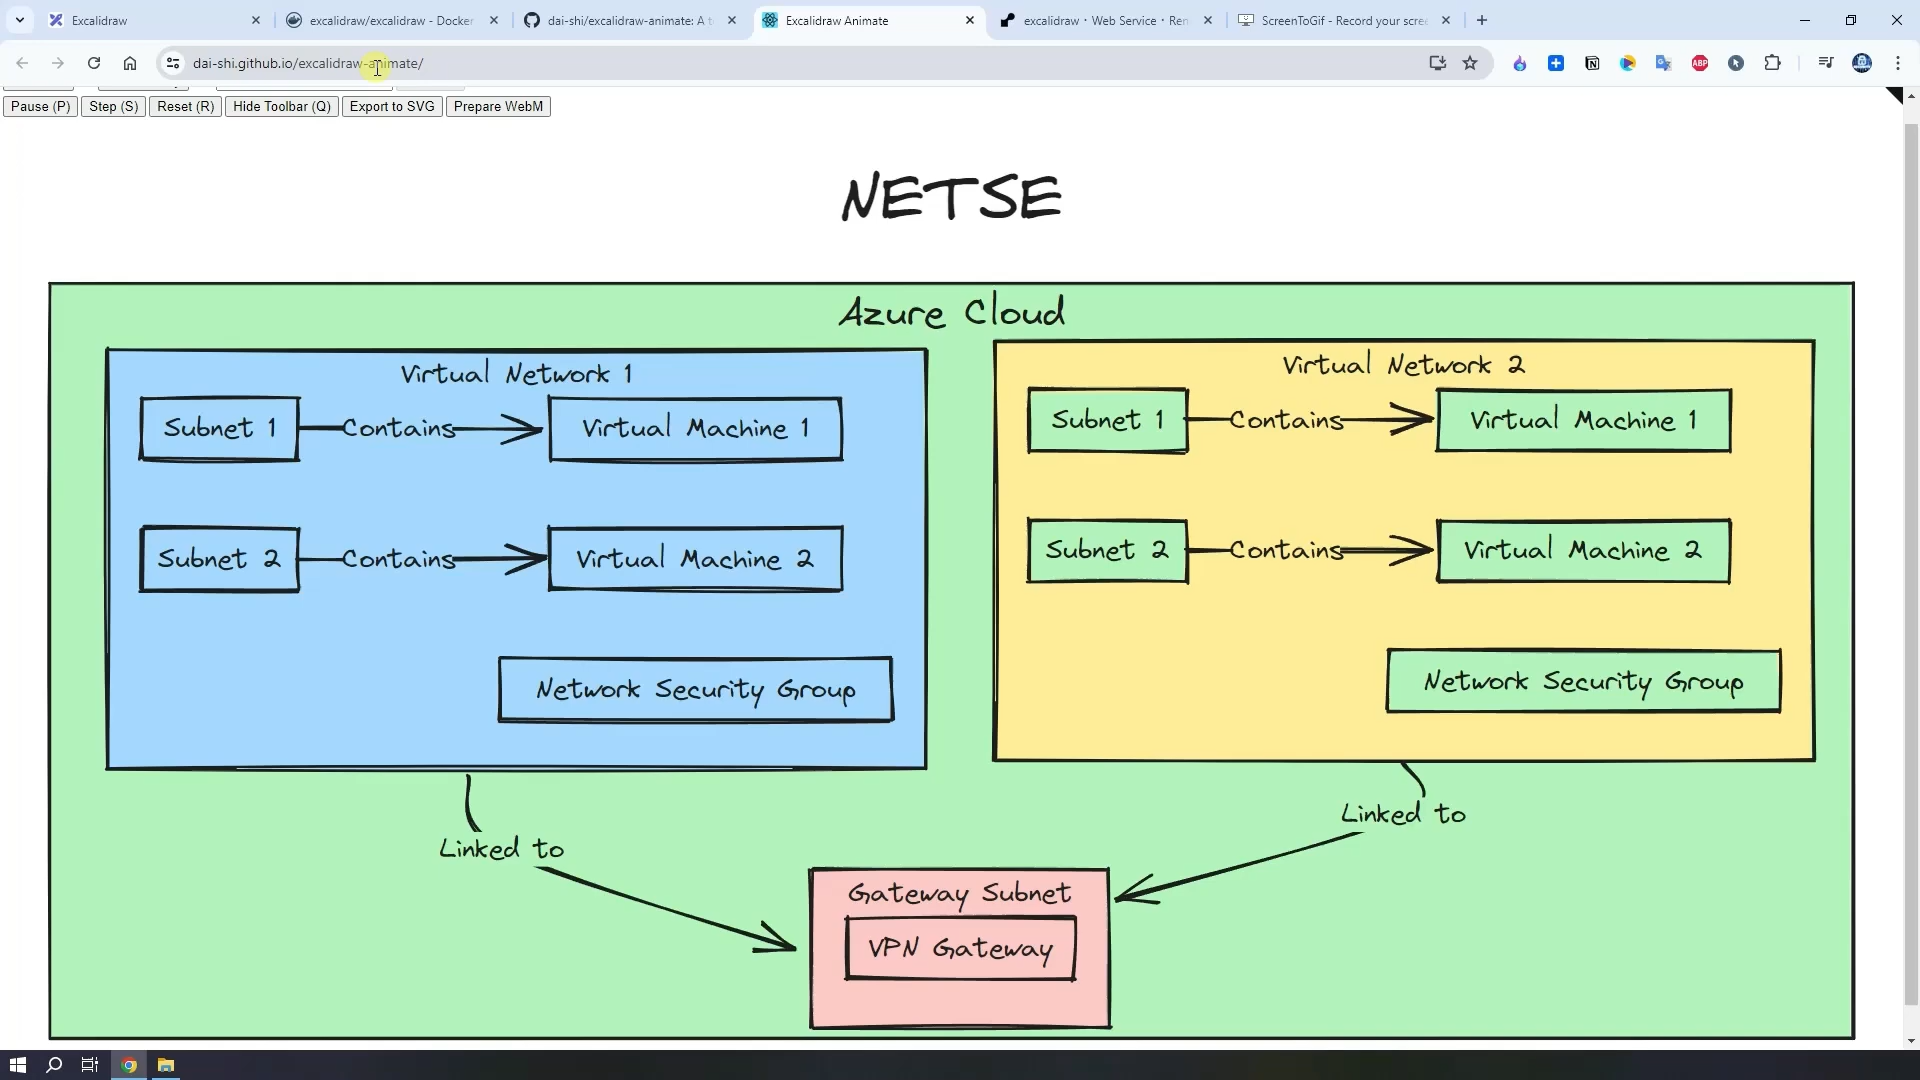 Excalidraw
excalidraw/excalidraw - Docker
dai-shi/excalidraw-animate: A t
Excalidraw Animate
excalidraw · Web Service · Ren
ScreenToGif - Record your scree
dai-shi.github.io/excalidraw-animate/
ABP
Pause (P)
Step (S)
Reset (R)
Hide Toolbar (Q)
Export to SVG
Prepare WebM
NETSE
Azure Cloud
Virtual Network 1
Subnet 1
Contains
Virtual Machine 1
Subnet 2
Contains
Virtual Machine 2
Network Security Group
Virtual Network 2
Subnet 1
Contains
Virtual Machine 1
Subnet 2
Contains
Virtual Machine 2
Network Security Group
Linked to
Linked to
Gateway Subnet
VPN Gateway